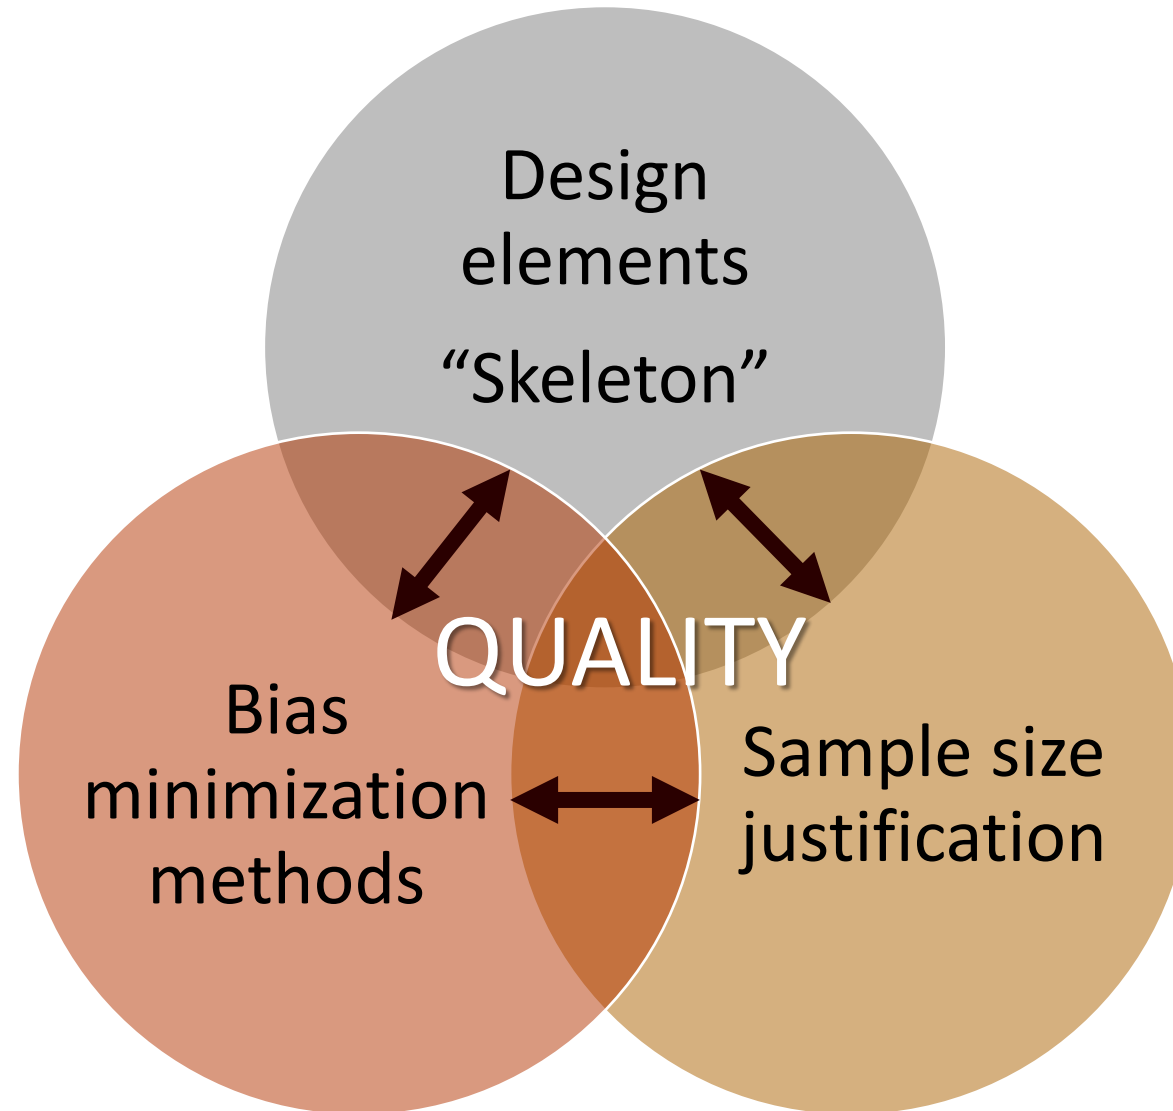 Design
elements
“Skeleton”
QUALITY
Bias
minimization
methods
Sample size
justification